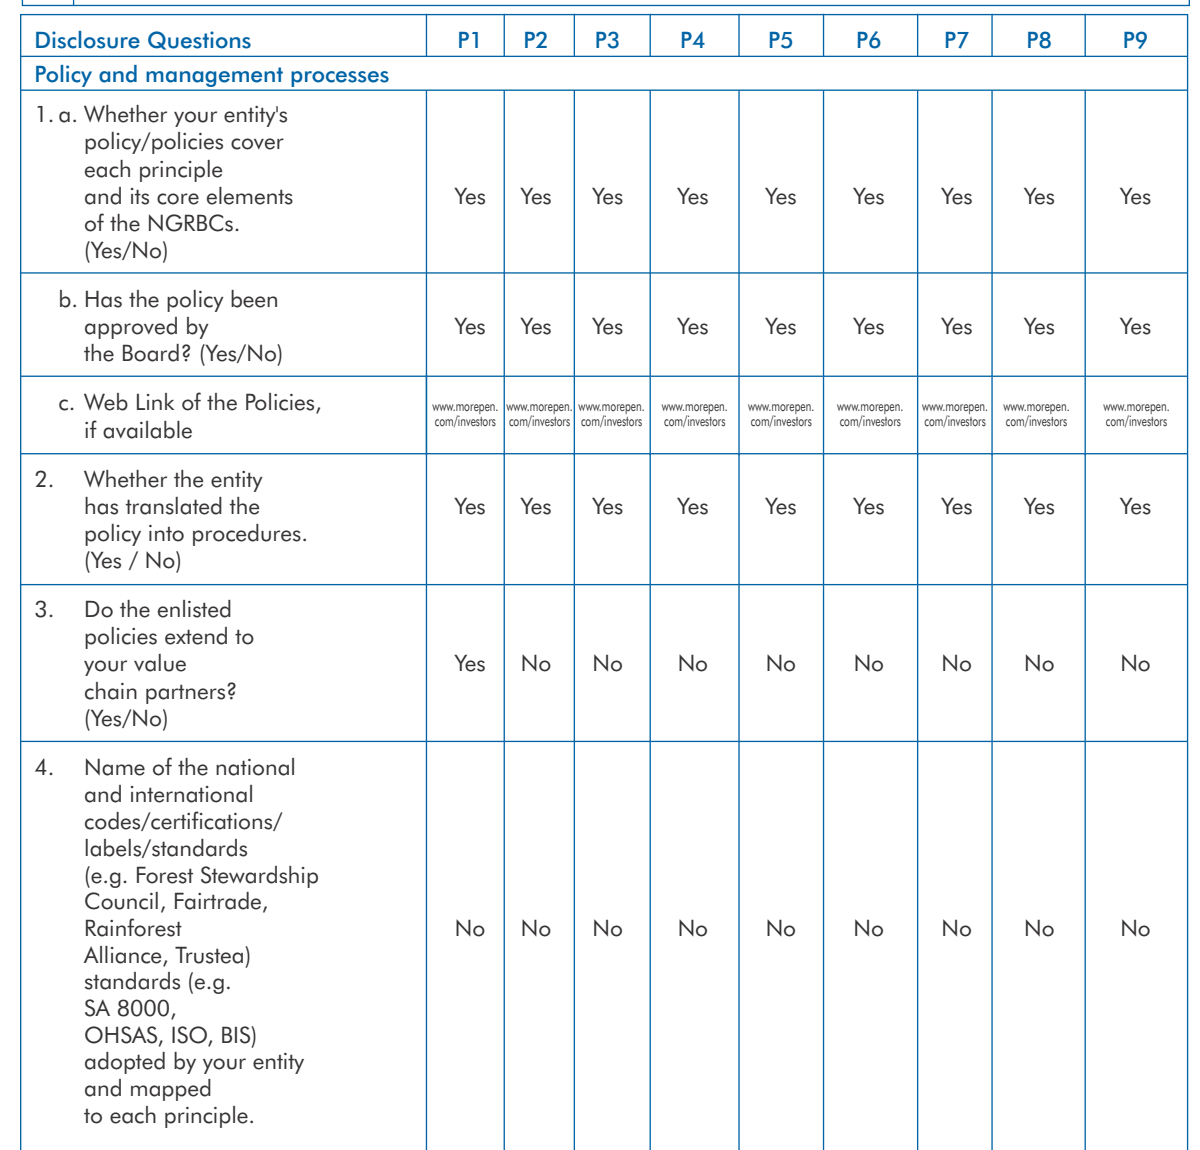 Disclosure Questions P1 P2 P3 P4 P5 P6 P7 P8 P9
Policy and management processes
1. a. Whether your entity's
policy/policies cover
each principle
and its core elements Yes Yes Yes Yes Yes Yes Yes Yes Yes
of the NGRBCs.
(Yes/No)
b. Has the policy been
approved by Yes Yes Yes Yes Yes Yes Yes Yes Yes
the Board? (Yes/No)
c. Web Link of the Policies, www.morepen. www.morepen. www.morepen. www.morepen. www.morepen. www.morepen. www.morepen. www.morepen. www.morepen.
if available com/investors com/investors com/investors com/investors com/investors com/investors com/investors com/investors com/investors
2. Whether the entity
has translated the Yes Yes Yes Yes Yes Yes Yes Yes Yes
policy into procedures.
(Yes / No)
3. Do the enlisted
policies extend to
your value Yes No No No No No No No No
chain partners?
(Yes/No)
4. Name of the national
and international
codes/certifications/
labels/standards
(e.g. Forest Stewardship
Council, Fairtrade,
Rainforest No No No No No No No No No
Alliance, Trustea)
standards (e.g.
SA 8000,
OHSAS, ISO, BIS)
adopted by your entity
and mapped
to each principle.